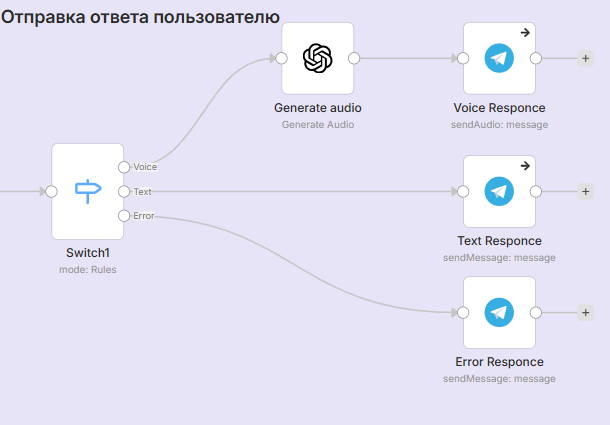 Отправка ответа пользователю
Generate audio
Generate Audio
Voice Responce
sendAudio: message
Voice
Text
Error
Switch1
mode: Rules
Text Responce
sendMessage: message
Error Responce
sendMessage: message